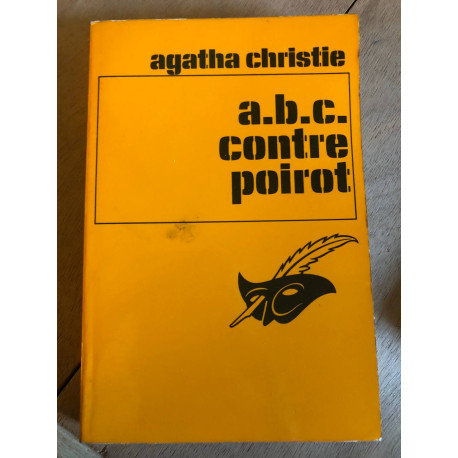 agatha christie
a.b.c.
contre
poirot